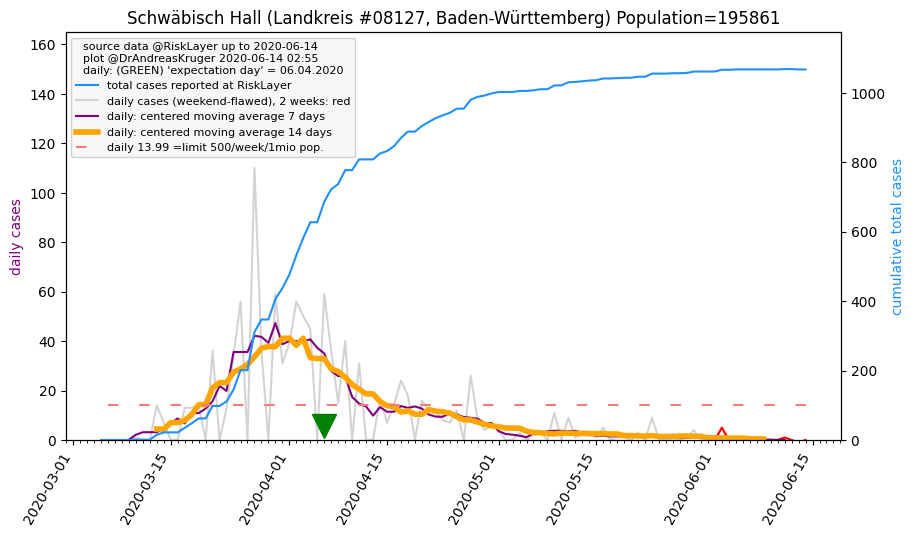 Schwäbisch Hall (Landkreis #08127, Baden-Württemberg) Population=195861
source data @RiskLayer up to 2020-06-14
plot @DrAndreasKruger 2020-06-14 02:55
daily: (GREEN) 'expectation day' = 06.04.2020
total cases reported at RiskLayer
daily cases (weekend-flawed), 2 weeks: red
daily: centered moving average 7 days
daily: centered moving average 14 days
daily 13.99 =limit 500/week/1mio pop.
daily cases
160
140
120
100
80
60
40
20
0
cumulative total cases
1000
800
600
400
200
0
2020-03-01
2020-03-15
2020-04-01
2020-04-15
2020-05-01
2020-05-15
2020-06-01
2020-06-15